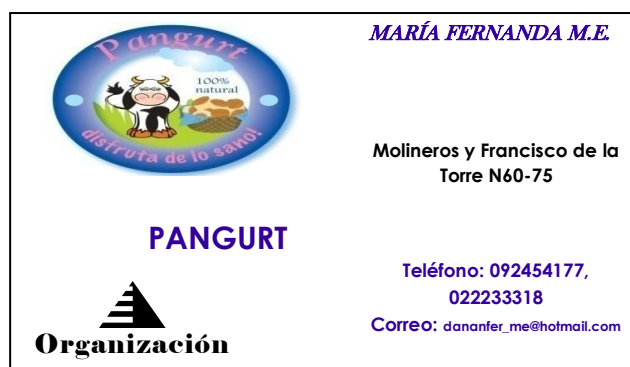 Pangurt
100%
natural
disfruta de lo sano!
MARÍA FERNANDA M.E.
Molineros y Francisco de la
Torre N60-75
PANGURT
Teléfono: 092454177,
022233318
Correo: dananfer_me@hotmail.com
Organización